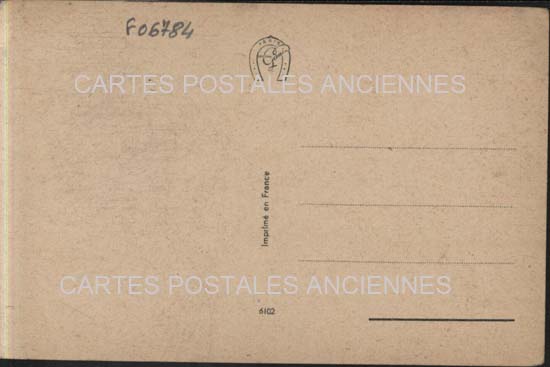 F06784
CARTES POSTALES ANCIENNES
Imprimé en France
CARTES POSTALES ANCIENNES
6102